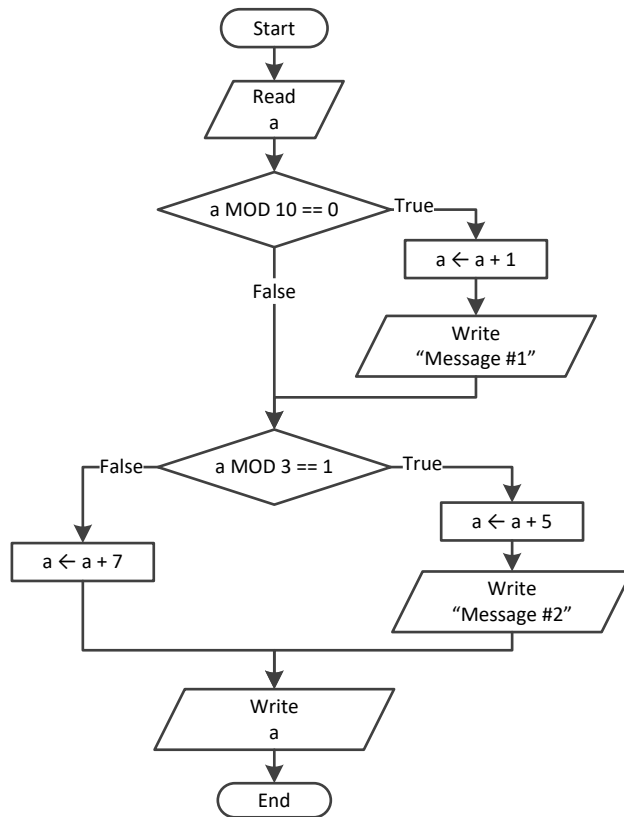 Start
Read
a
a MOD 10 == 0
True
a ← a + 1
False
Write
“Message #1”
a MOD 3 == 1
False
True
a ← a + 7
a ← a + 5
Write
“Message #2”
Write
a
End